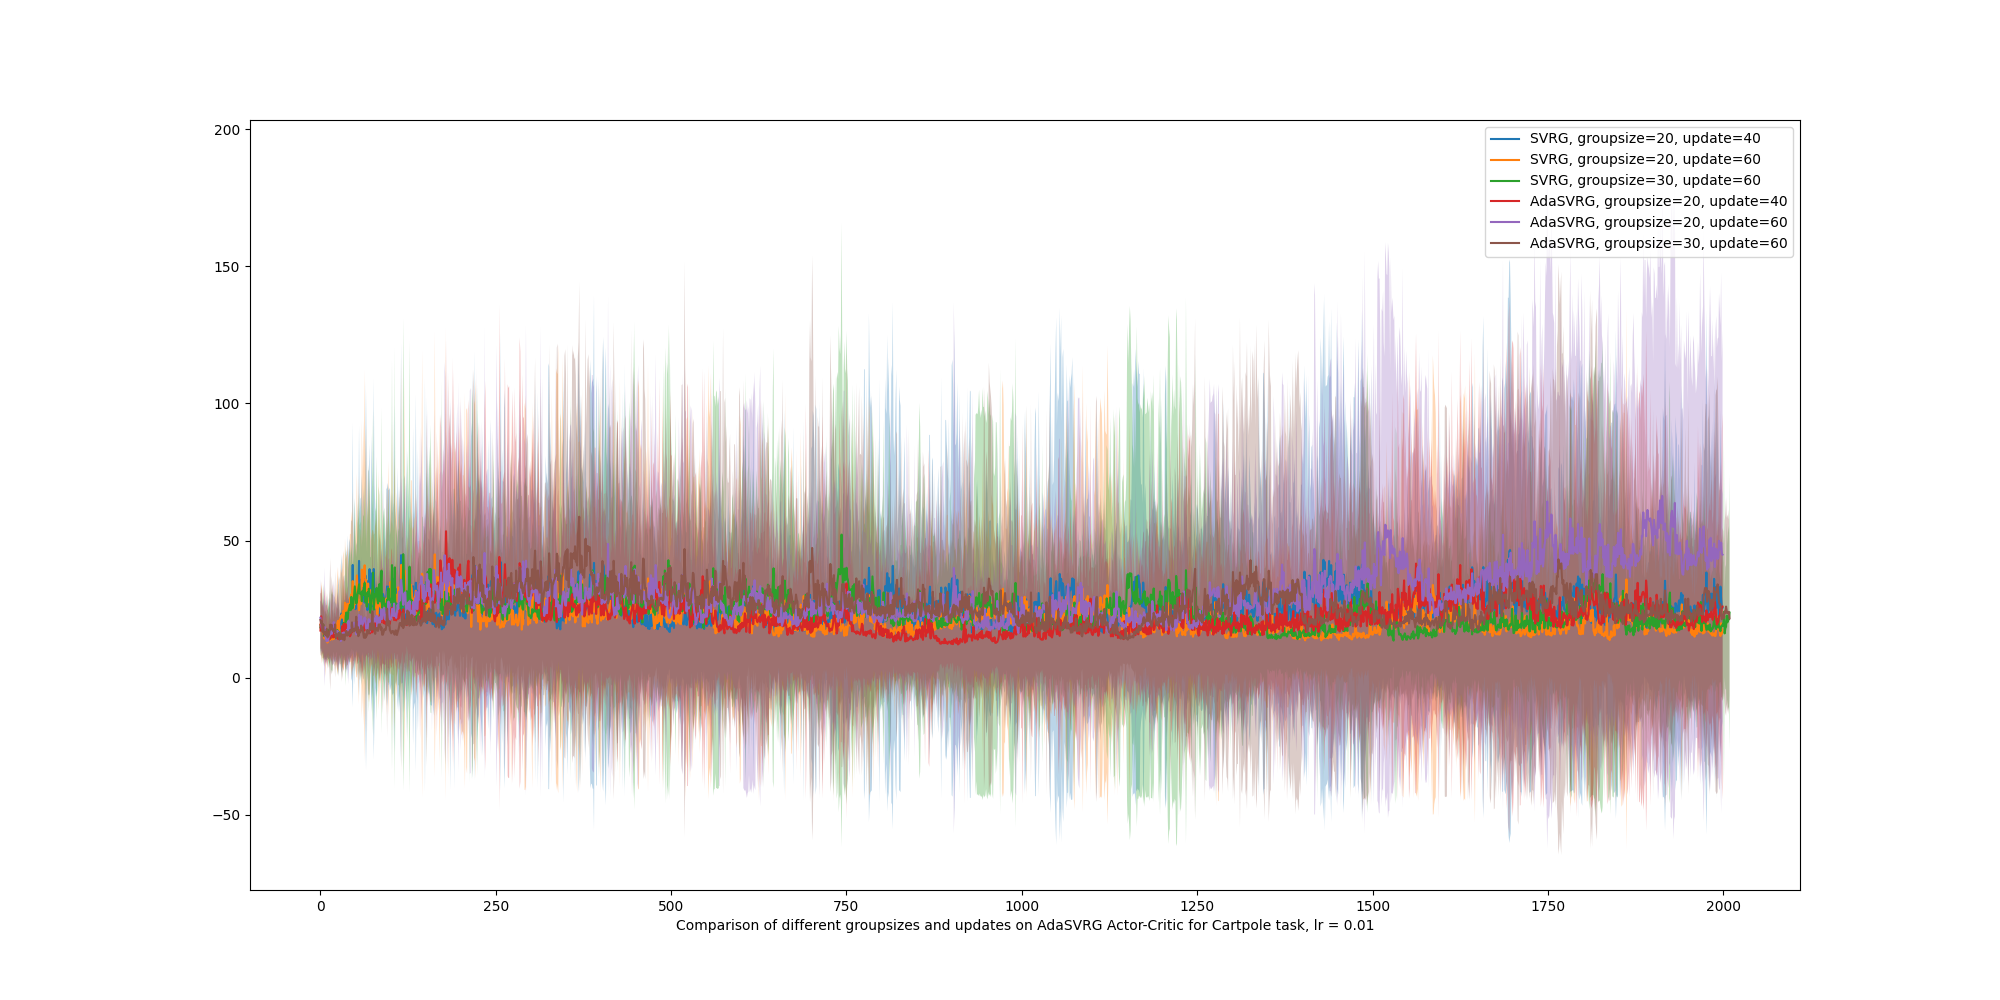 200
150
100
50
0
−50
SVRG, groupsize=20, update=40
SVRG, groupsize=20, update=60
SVRG, groupsize=30, update=60
AdaSVRG, groupsize=20, update=40
AdaSVRG, groupsize=20, update=60
AdaSVRG, groupsize=30, update=60
0 250 500 750 1000 1250 1500 1750 2000
Comparison of different groupsizes and updates on AdaSVRG Actor-Critic for Cartpole task, lr = 0.01